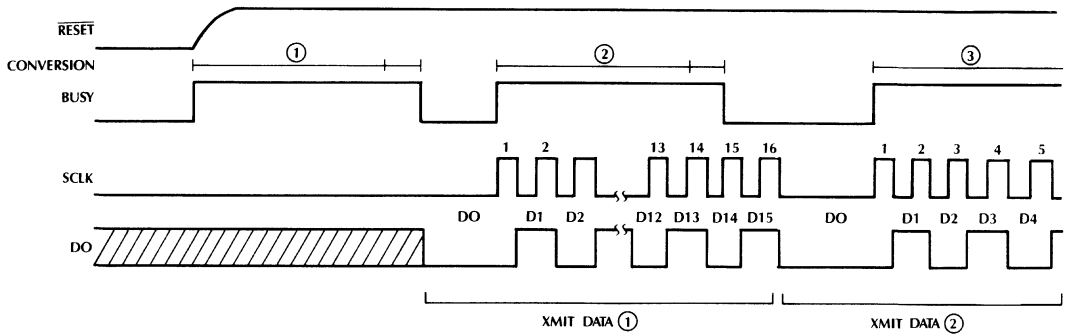 RESET
CONVERSION ① ② ③
BUSY
1 2 13 14 15 16 1 2 3 4 5
SCLK
DO D1 D2 D12 D13 D14 D15 DO D1 D2 D3 D4
DO
XMIT DATA ① XMIT DATA ②